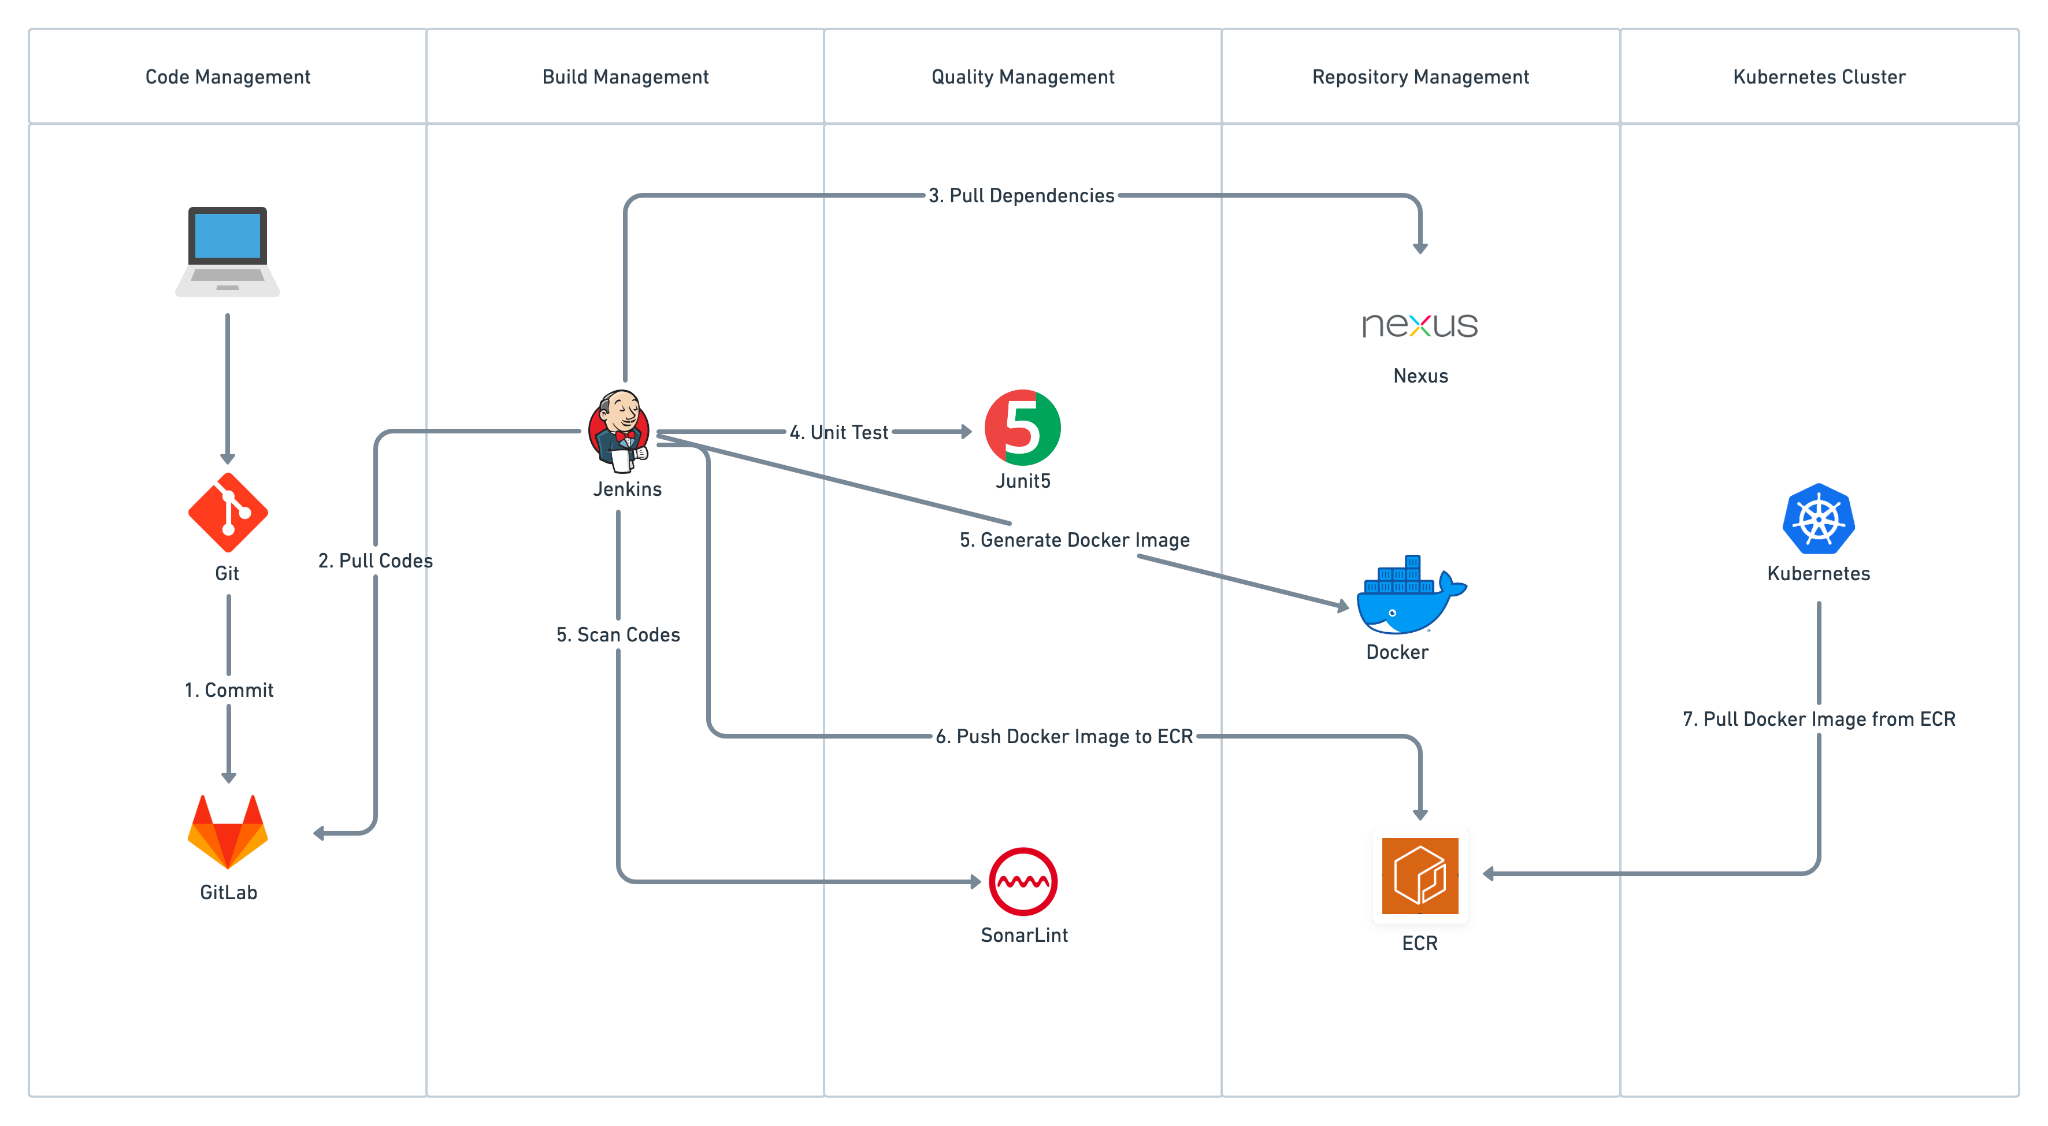 Code Management
Build Management
Quality Management
Repository Management
Kubernetes Cluster
3. Pull Dependencies
nexus
Nexus
4. Unit Test
5
Junit5
Jenkins
5. Generate Docker Image
Git
2. Pull Codes
Kubernetes
5. Scan Codes
Docker
1. Commit
7. Pull Docker Image from ECR
6. Push Docker Image to ECR
GitLab
SonarLint
ECR